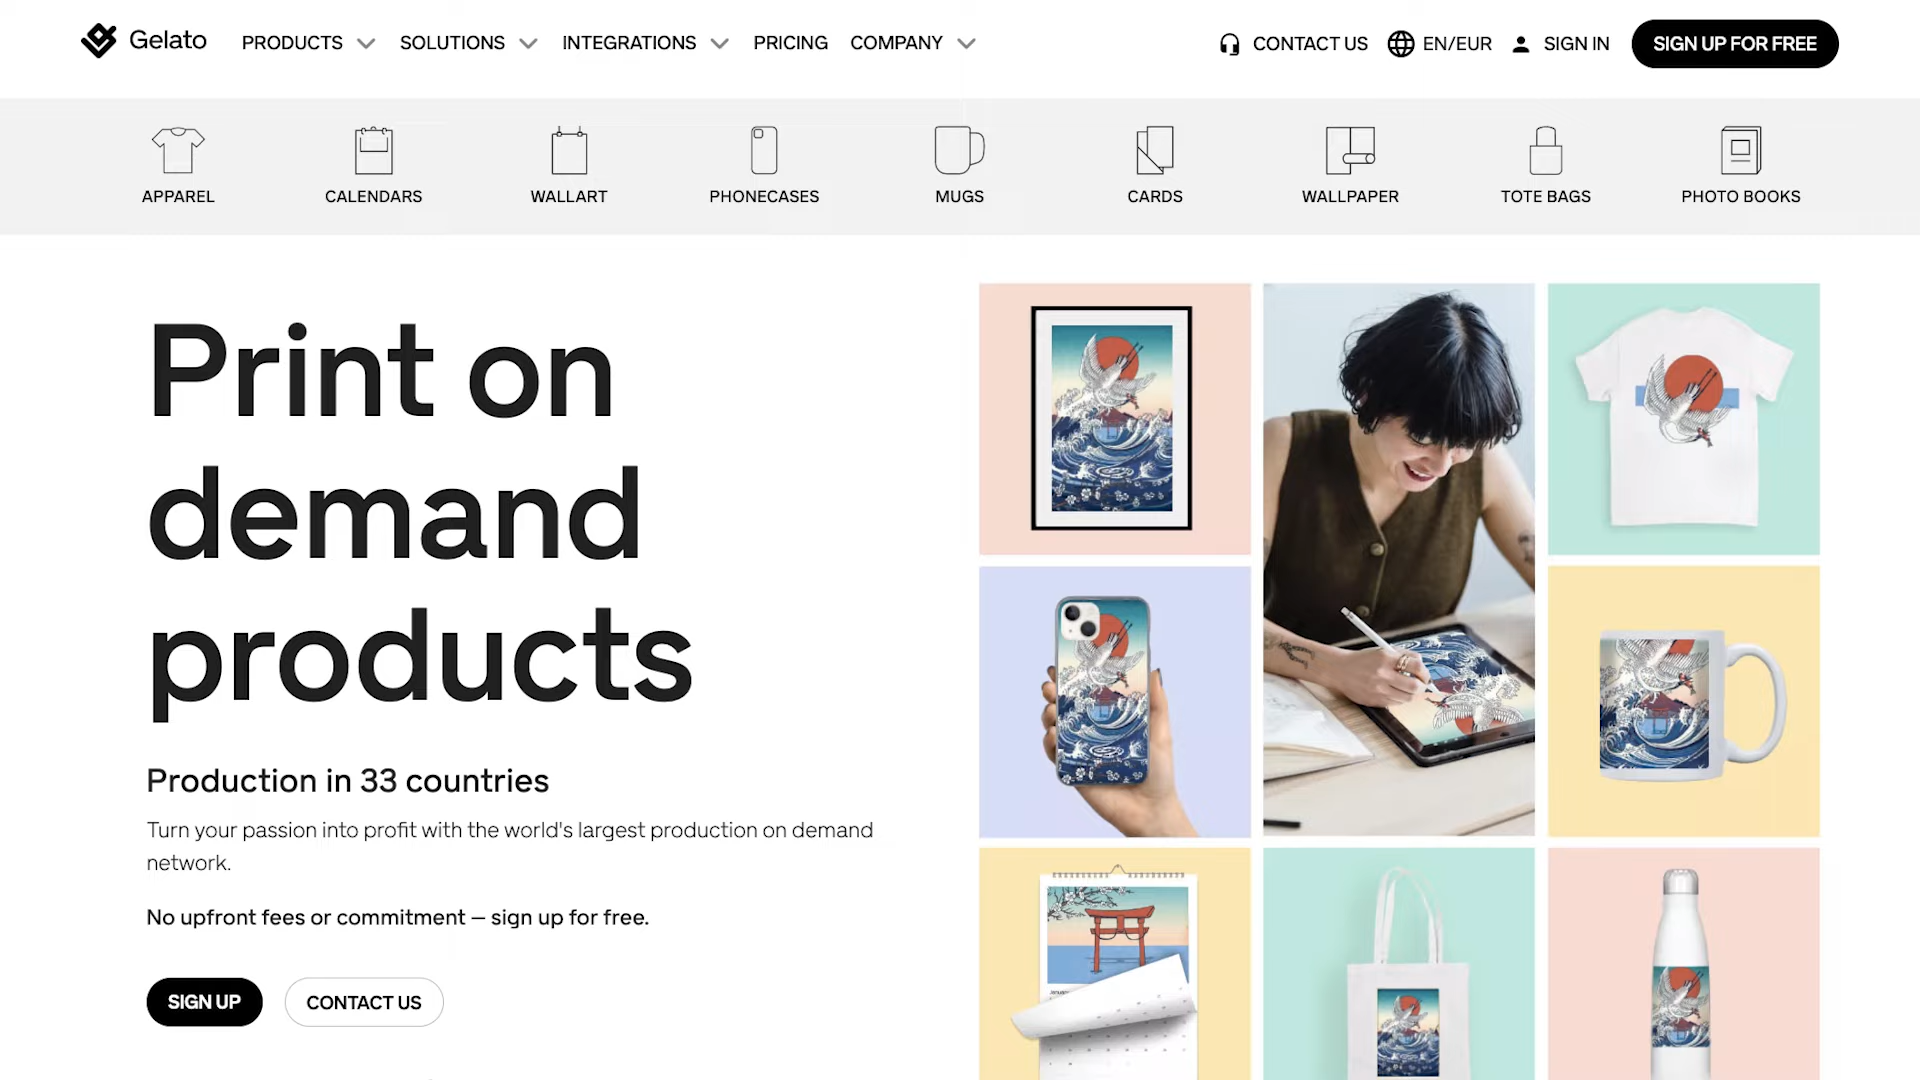 Gelato
PRODUCTS
SOLUTIONS
INTEGRATIONS
PRICING
COMPANY
CONTACT US
EN/EUR
SIGN IN
SIGN UP FOR FREE
APPAREL
CALENDARS
WALLART
PHONECASES
MUGS
CARDS
WALLPAPER
TOTE BAGS
PHOTO BOOKS
Print on
demand
products
Production in 33 countries
Turn your passion into profit with the world's largest production on demand
network.
No upfront fees or commitment – sign up for free.
SIGN UP
CONTACT US
January